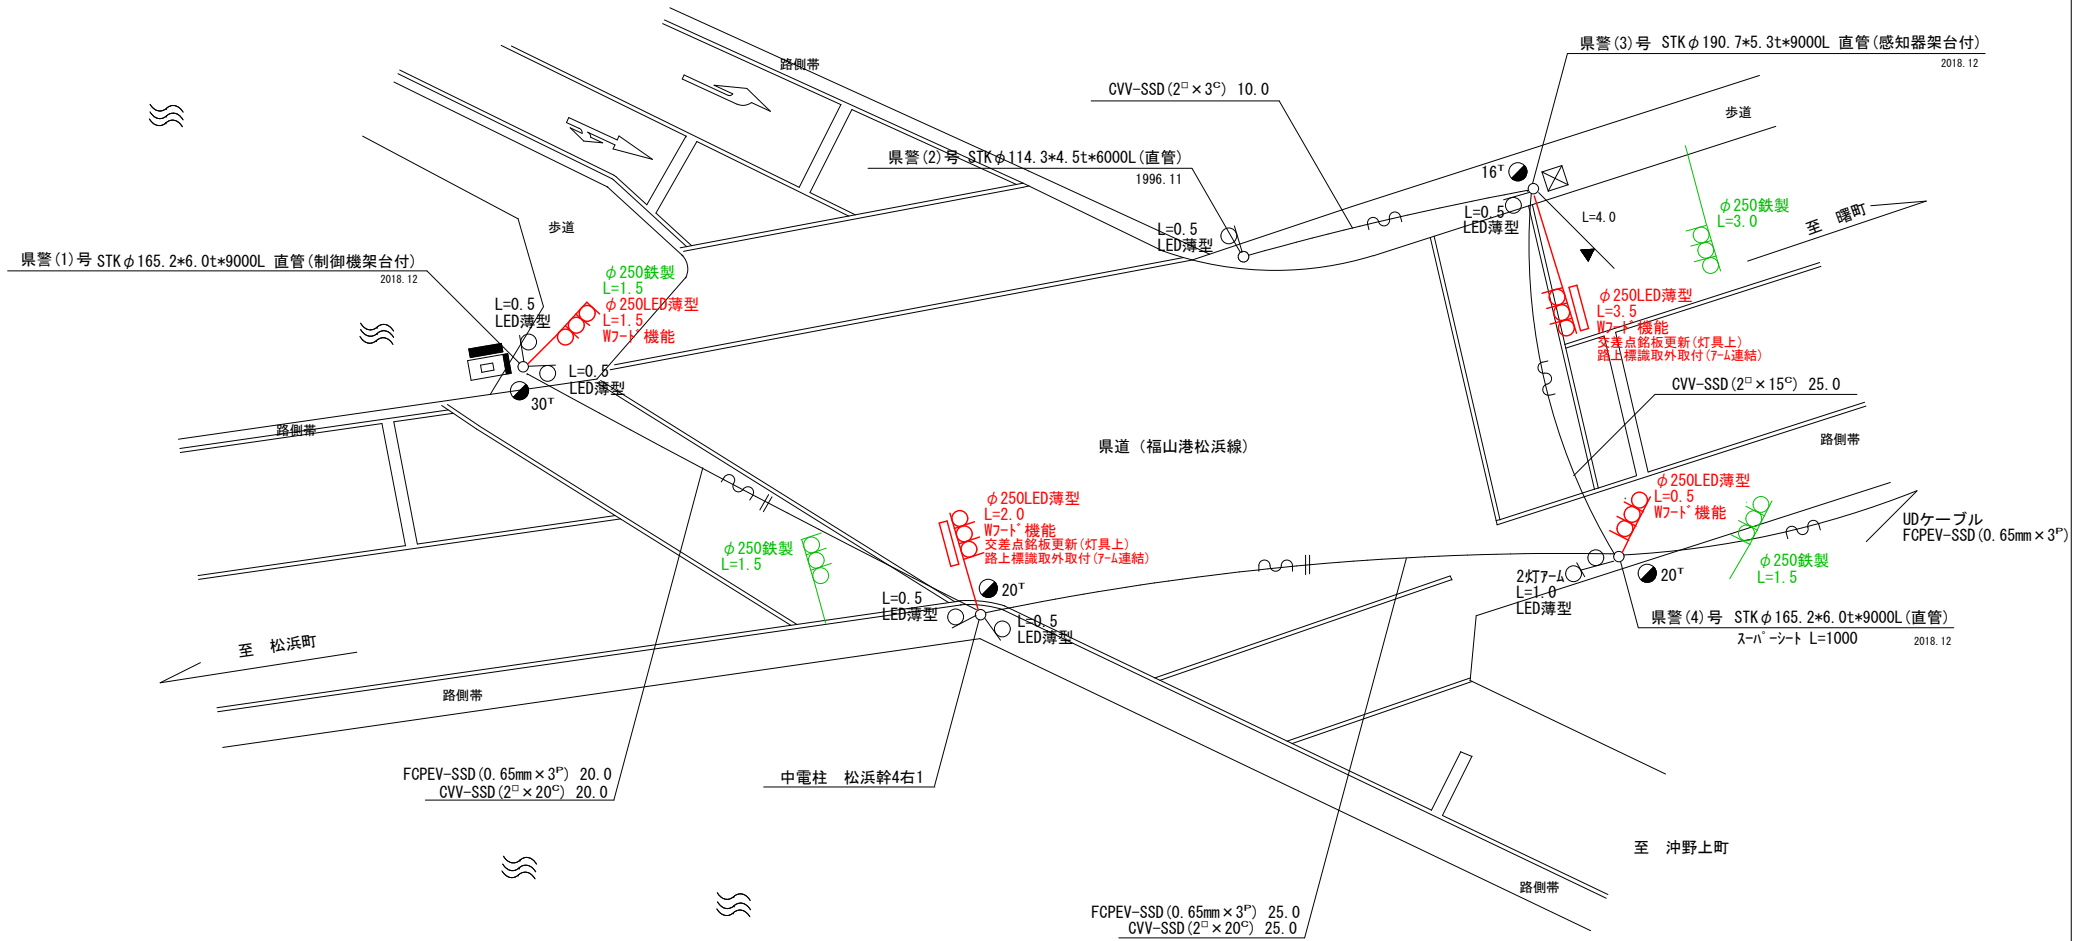 県警(3)号 STKφ190.7*5.3t*9000L 直管(感知器架台付)
2018.12
路側帯
CVV-SSD(2□×3C) 10.0
歩道
県警(2)号 STKφ114.3*4.5t*6000L(直管)
1996.11
16T
L=0.5
LED薄型
L=4.0
φ250鉄製
L=3.0
至 曙町
歩道
L=0.5
LED薄型
県警(1)号 STKφ165.2*6.0t*9000L 直管(制御機架台付)
2018.12
φ250鉄製
L=1.5
φ250LED薄型
L=1.5
Wフード機能
L=0.5
LED薄型
L=0.5
LED薄型
30T
φ250LED薄型
L=3.5
Wフード機能
交差点銘板更新(灯具上)
路上標識取外取付(アーム連結)
CVV-SSD(2□×15C) 25.0
路側帯
県道（福山港松浜線）
路側帯
φ250LED薄型
L=2.0
Wフード機能
交差点銘板更新(灯具上)
路上標識取外取付(アーム連結)
φ250LED薄型
L=0.5
Wフード機能
UDケーブル
FCPEV-SSD(0.65mm×3P)
φ250鉄製
L=1.5
φ250鉄製
L=1.5
20T
L=0.5
LED薄型
L=0.5
LED薄型
2灯アーム
L=1.0
LED薄型
20T
県警(4)号 STKφ165.2*6.0t*9000L(直管)
スーパーシート L=1000
2018.12
至 松浜町
路側帯
FCPEV-SSD(0.65mm×3P) 20.0
CVV-SSD(2□×20C) 20.0
中電柱 松浜幹4右1
至 沖野上町
路側帯
FCPEV-SSD(0.65mm×3P) 25.0
CVV-SSD(2□×20C) 25.0